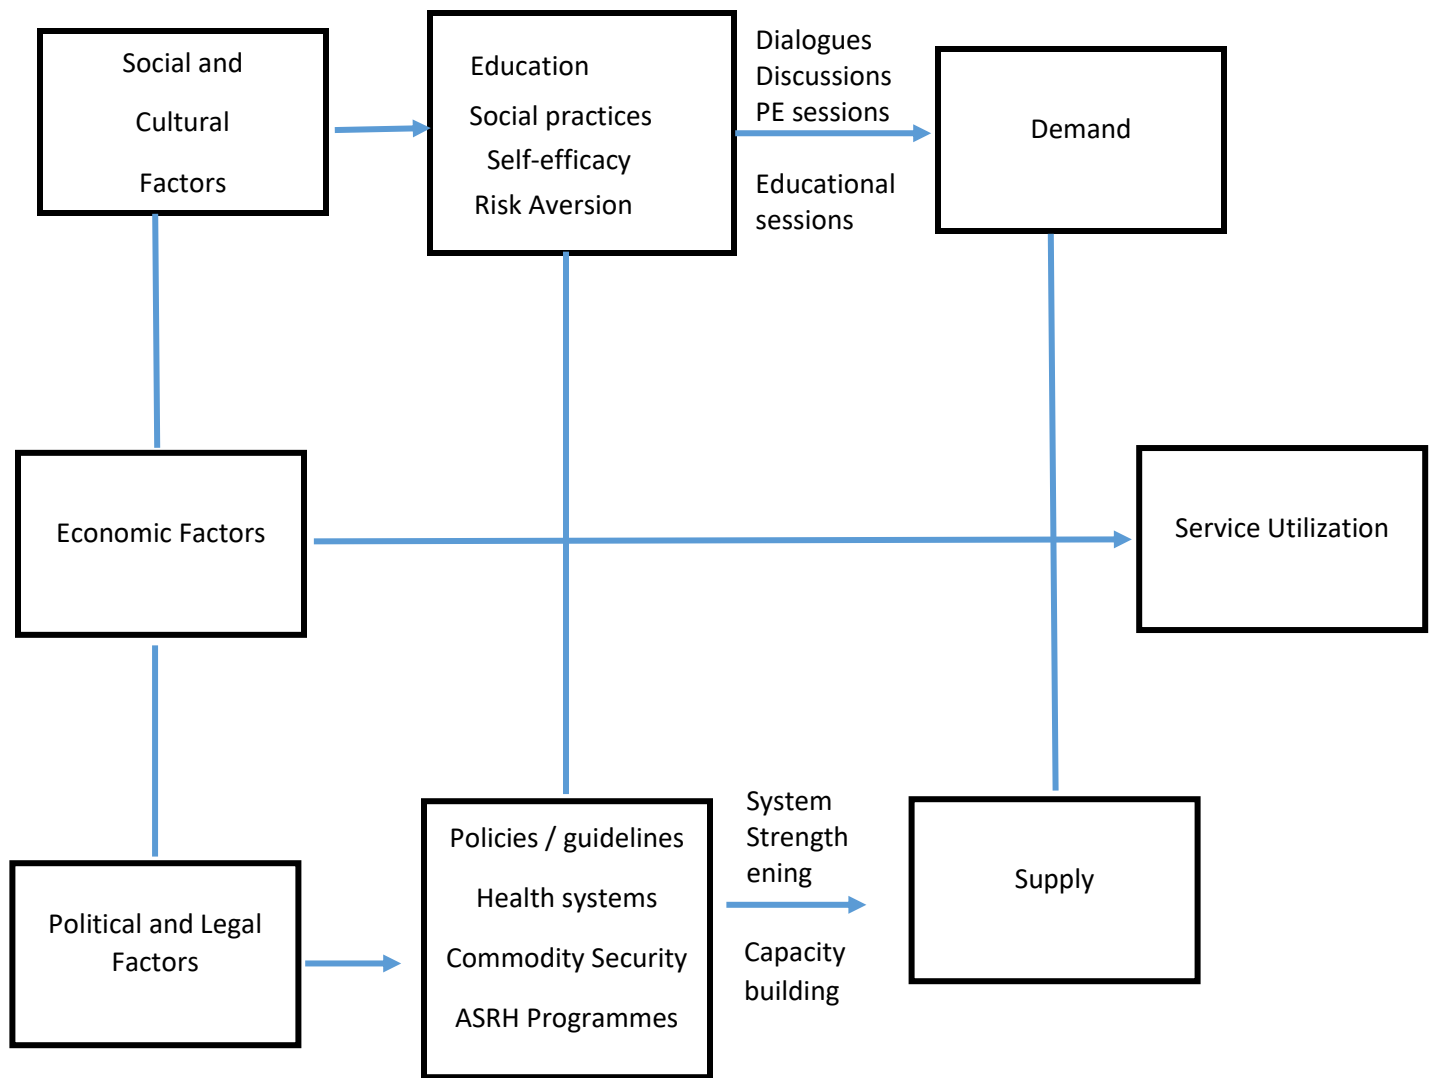 Social and
Cultural
Factors
Education
Social practices
Self-efficacy
Risk Aversion
Dialogues
Discussions
PE sessions
Educational
sessions
Demand
Economic Factors
Service Utilization
Political and Legal
Factors
Policies / guidelines
Health systems
Commodity Security
ASRH Programmes
System
Strength
ening
Capacity
building
Supply